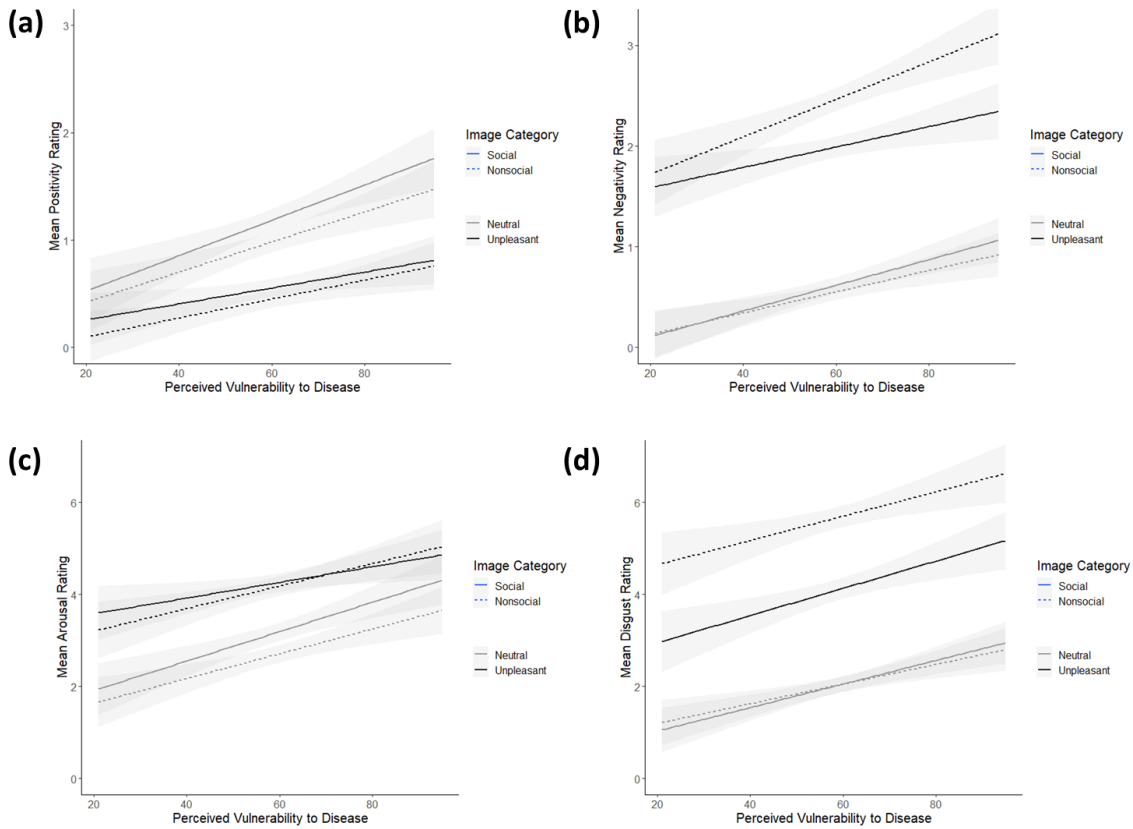 (a)
3
2
1
0
Mean Positivity Rating
20
40
60
80
Perceived Vulnerability to Disease
Image Category
Social
Nonsocial
Neutral
Unpleasant
(b)
3
2
1
0
Mean Negativity Rating
20
40
60
80
Perceived Vulnerability to Disease
Image Category
Social
Nonsocial
Neutral
Unpleasant
(c)
6
4
2
0
Mean Arousal Rating
20
40
60
80
Perceived Vulnerability to Disease
Image Category
Social
Nonsocial
Neutral
Unpleasant
(d)
6
4
2
0
Mean Disgust Rating
20
40
60
80
Perceived Vulnerability to Disease
Image Category
Social
Nonsocial
Neutral
Unpleasant